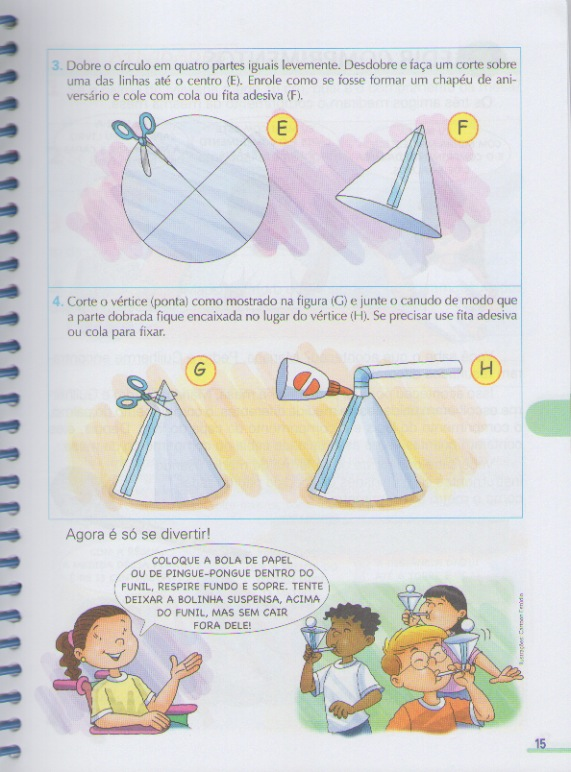 3. Dobre o círculo em quatro partes iguais levemente. Desdobre e faça um corte sobre
uma das linhas até o centro (E). Enrole como se fosse formar um chapéu de ani-
versário e cole com cola ou fita adesiva (F).
E
F
4. Corte o vértice (ponta) como mostrado na figura (G) e junte o canudo de modo que
a parte dobrada fique encaixada no lugar do vértice (H). Se precisar use fita adesiva
ou cola para fixar.
G
H
Agora é só se divertir!
COLOQUE A BOLA DE PAPEL
OU DE PINGUE-PONGUE DENTRO DO
FUNIL, RESPIRE FUNDO E SOPRE. TENTE
DEIXAR A BOLINHA SUSPENSA, ACIMA
DO FUNIL, MAS SEM CAIR
FORA DELE!
15